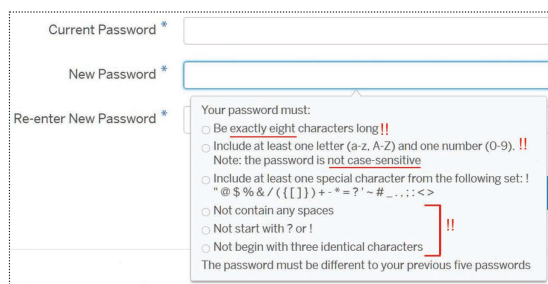 Current Password *
New Password *
Re-enter New Password *
Your password must:
Be exactly eight characters long !!
Include at least one letter (a-z, A-Z) and one number (0-9). !!
Note: the password is not case-sensitive
Include at least one special character from the following set: !
" @ $ % & / ( { [ ] } ) + - * = ? ' ~ # _ . , ; : < >
Not contain any spaces
Not start with ? or ! !!
Not begin with three identical characters
The password must be different to your previous five passwords